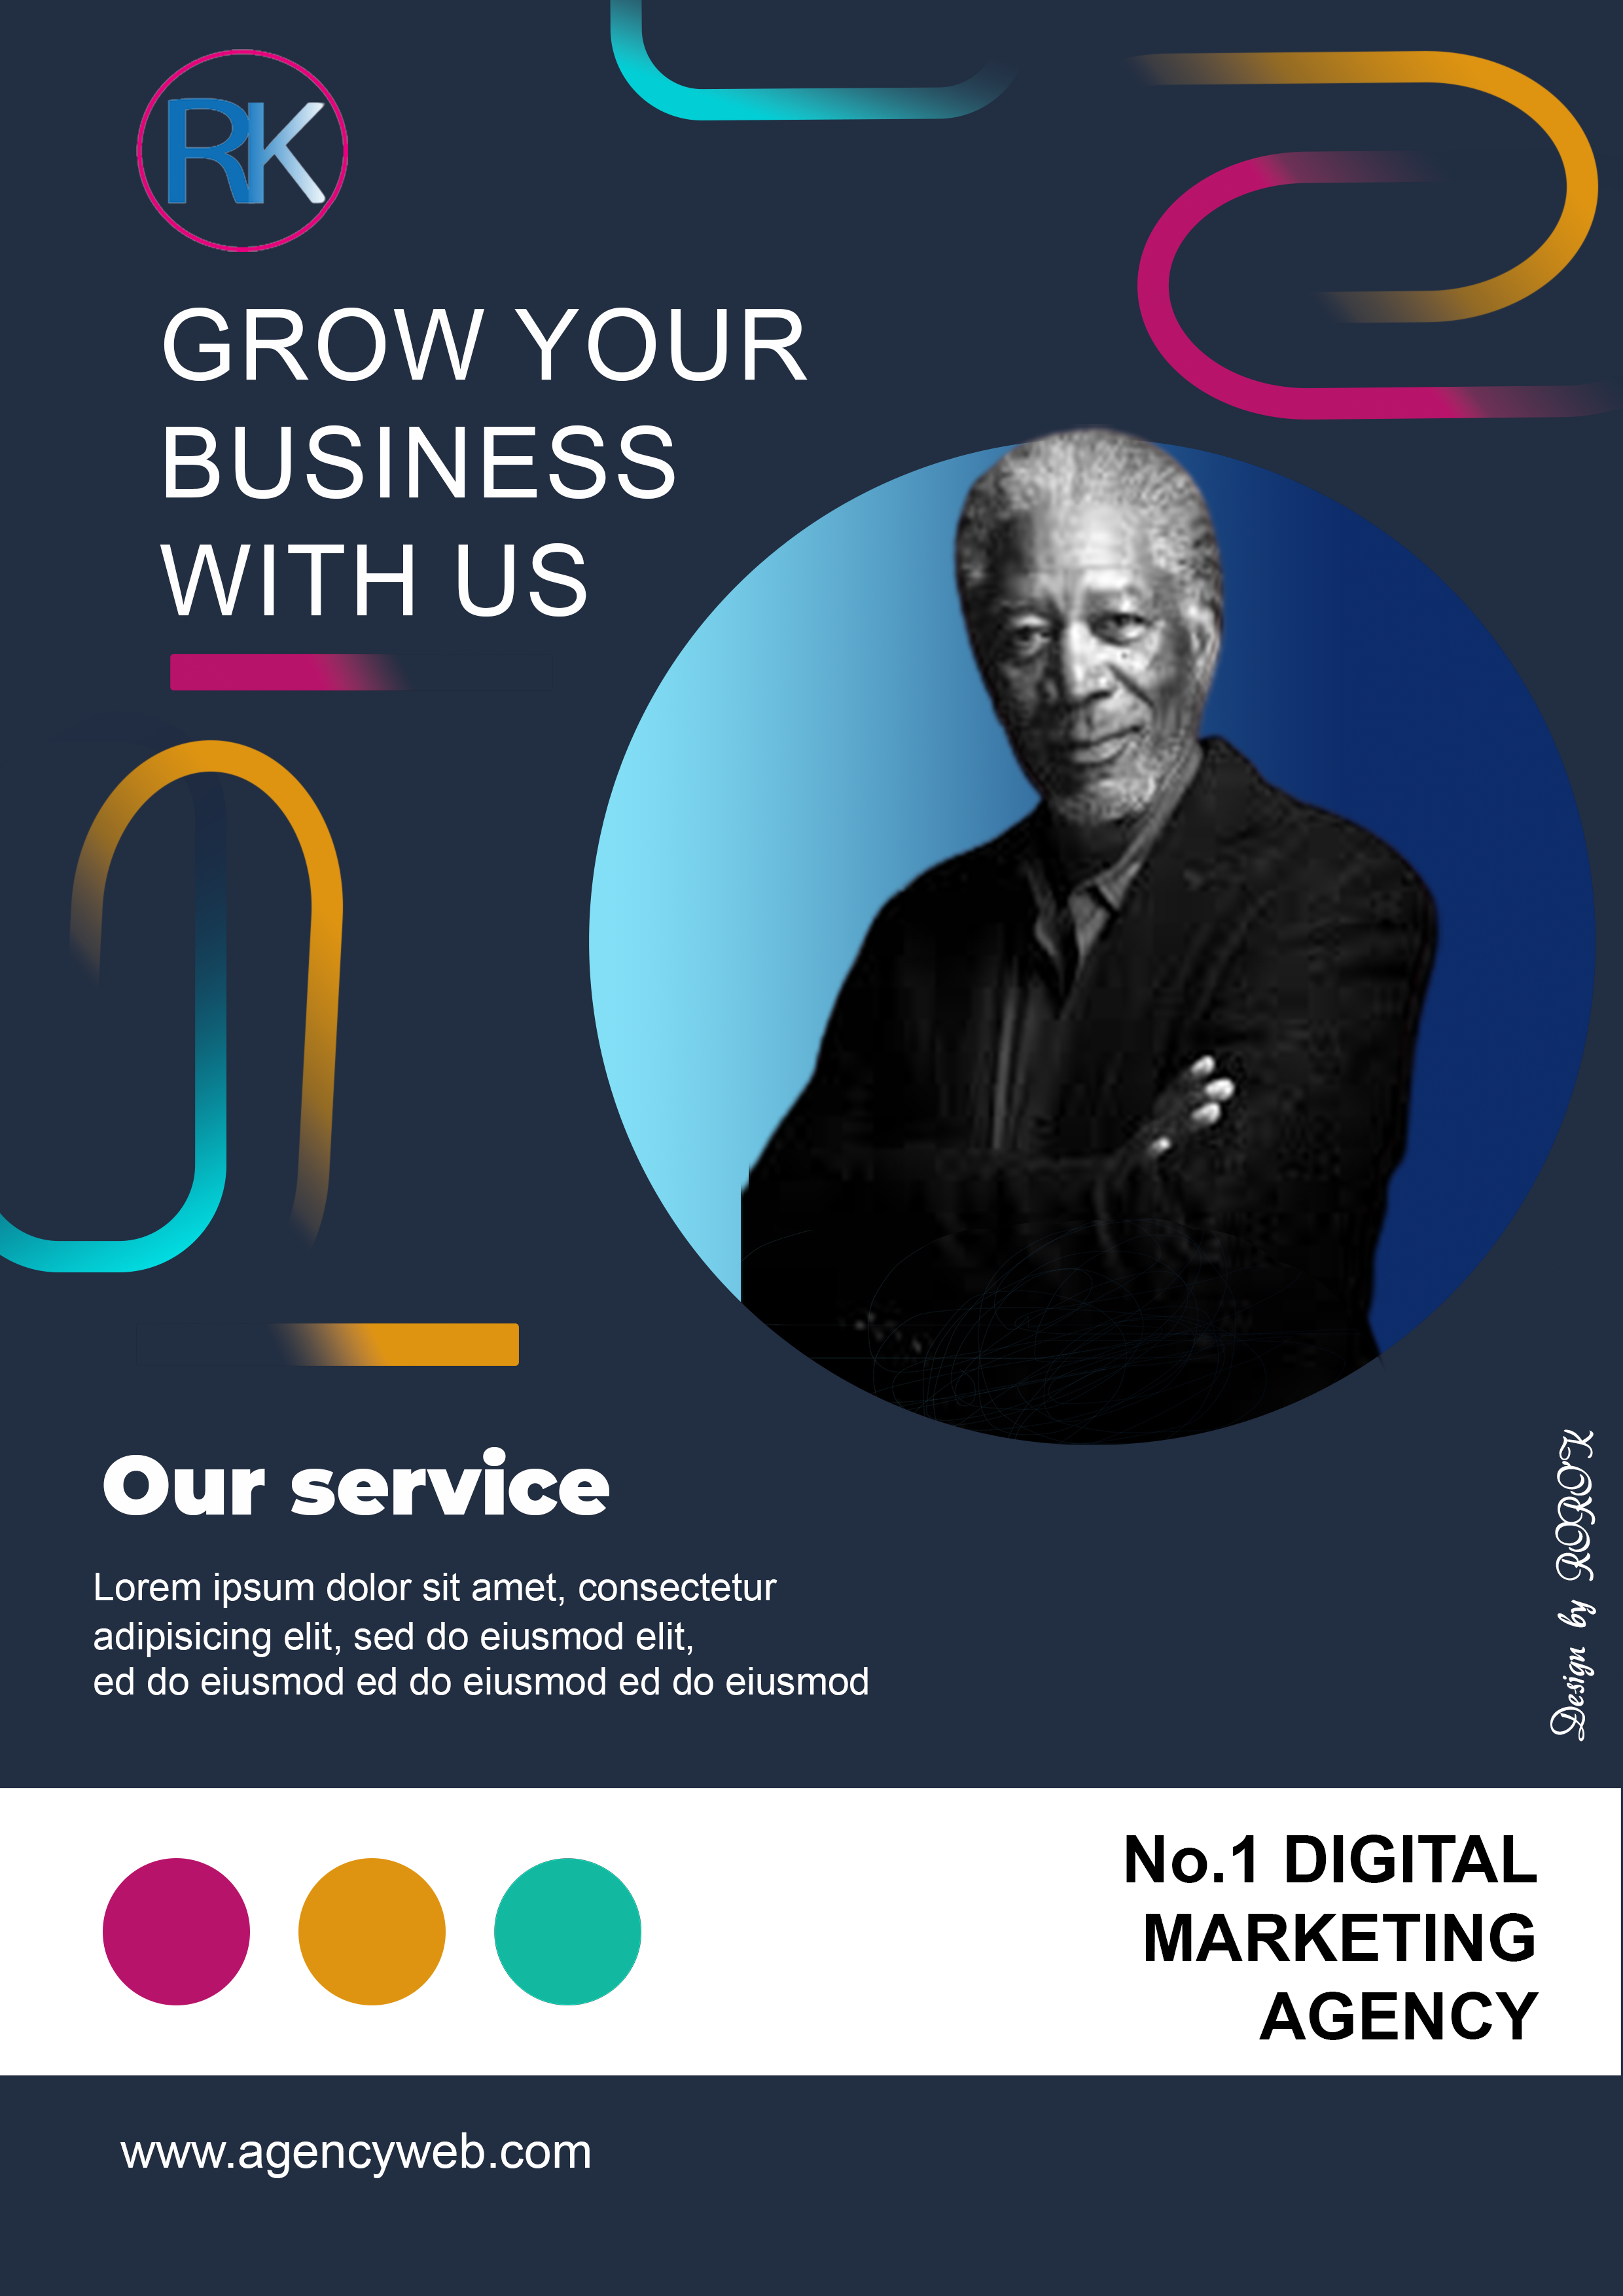 RK
GROW YOUR
BUSINESS
WITH US
Our service
Lorem ipsum dolor sit amet, consectetur
adipisicing elit, sed do eiusmod elit,
ed do eiusmod ed do eiusmod ed do eiusmod
Design by ROROK
No.1 DIGITAL
MARKETING
AGENCY
www.agencyweb.com